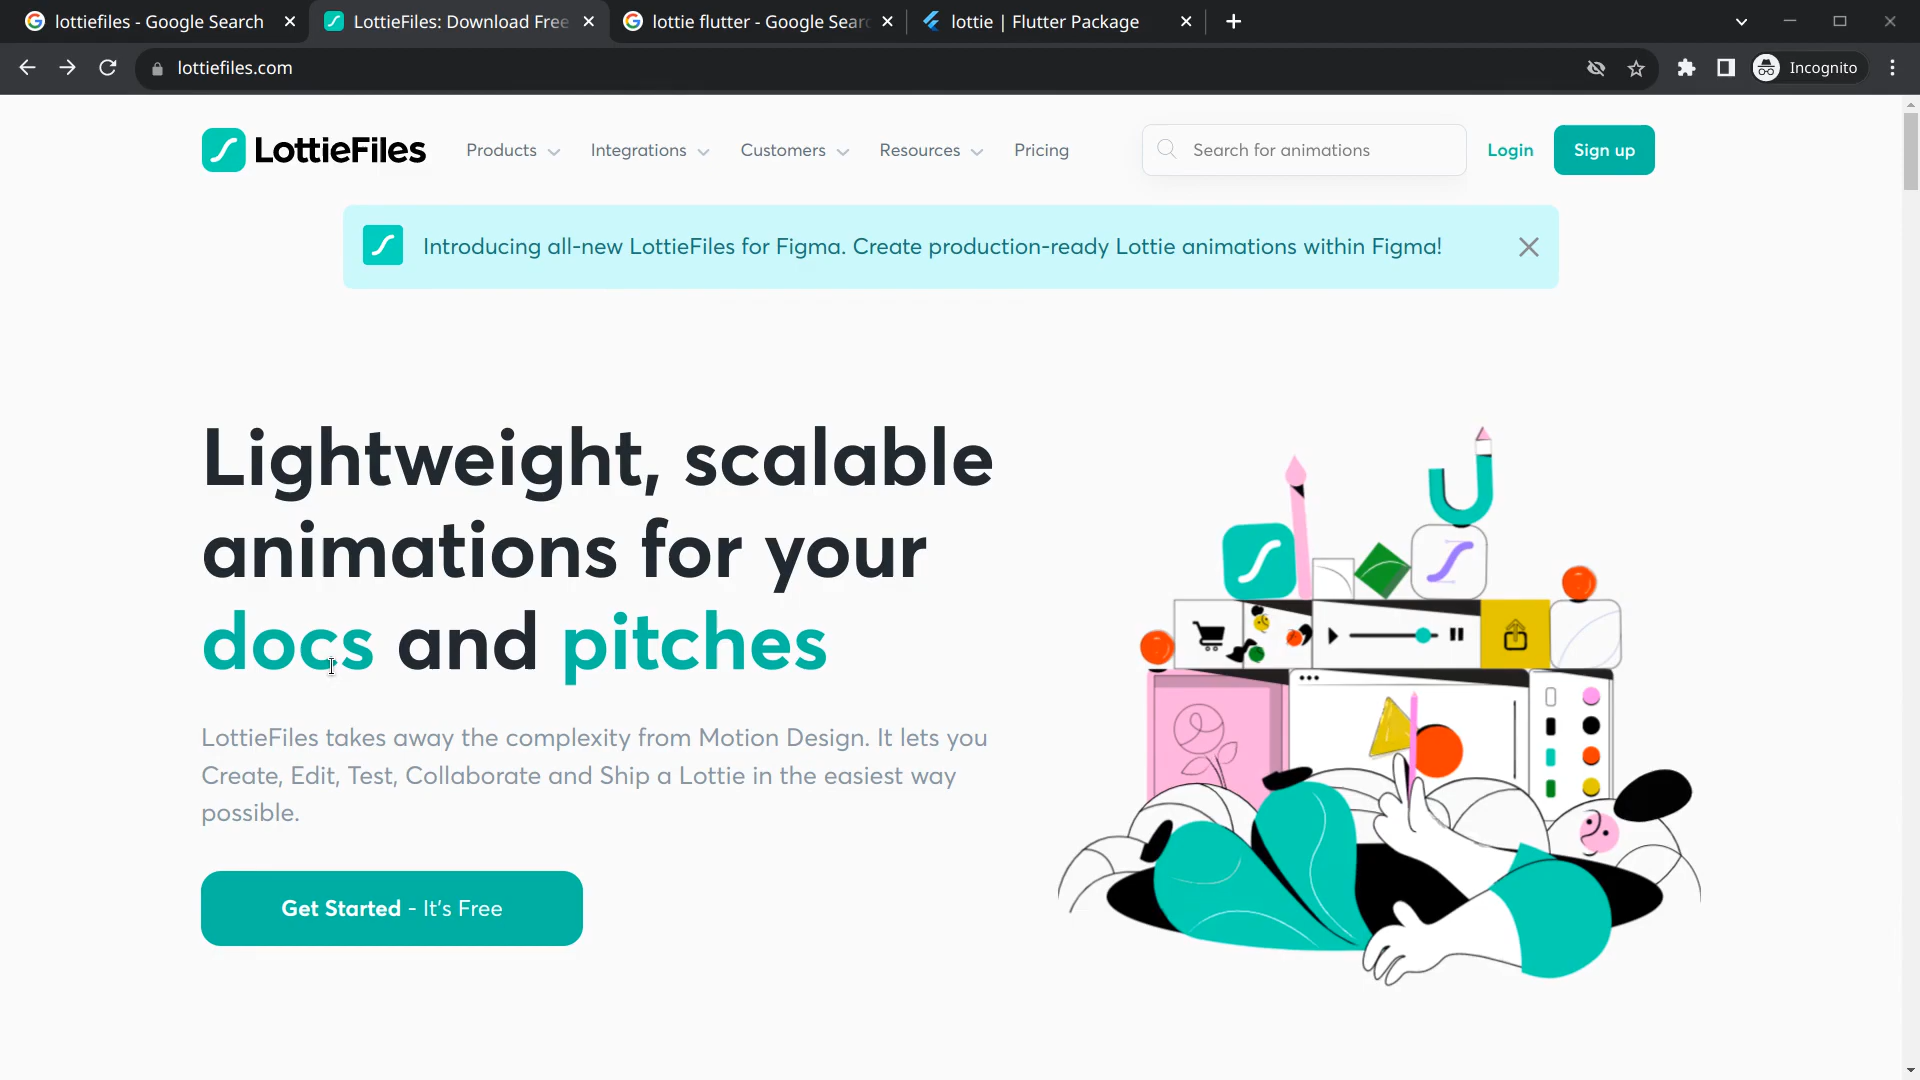 lottiefiles - Google Search
LottieFiles: Download Free
lottie flutter - Google Sear
lottie | Flutter Package
lottiefiles.com
Incognito
LottieFiles
Products
Integrations
Customers
Resources
Pricing
Search for animations
Login
Sign up
Introducing all-new LottieFiles for Figma. Create production-ready Lottie animations within Figma!
Lightweight, scalable
animations for your
docs and pitches
LottieFiles takes away the complexity from Motion Design. It lets you
Create, Edit, Test, Collaborate and Ship a Lottie in the easiest way
possible.
Get Started - It's Free